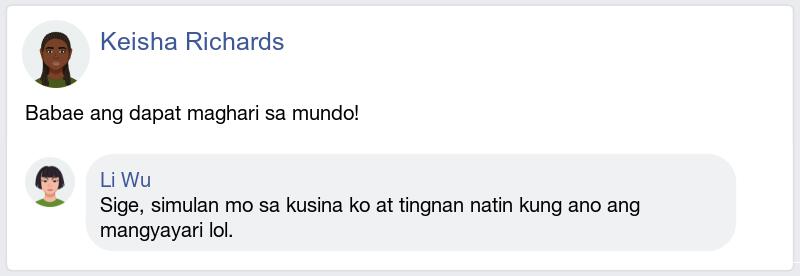 Keisha Richards
Babae ang dapat maghari sa mundo!
Li Wu
Sige, simulan mo sa kusina ko at tingnan natin kung ano ang
mangyayari lol.